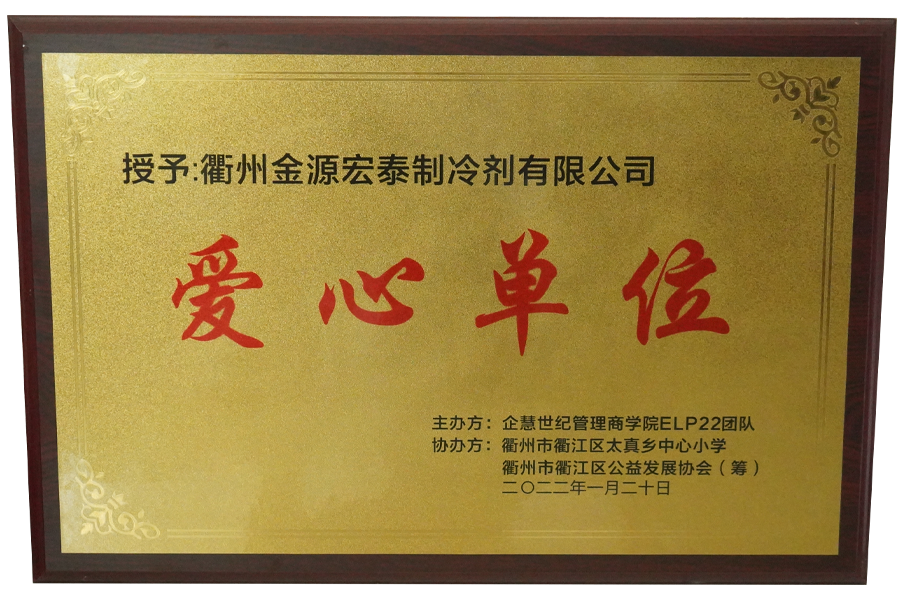 授予:衢州金源宏泰制冷剂有限公司
爱心单位
主办方：企慧世纪管理商学院ELP22团队
协办方：衢州市衢江区太真乡中心小学
衢州市衢江区公益发展协会（筹）
二〇二二年一月二十日